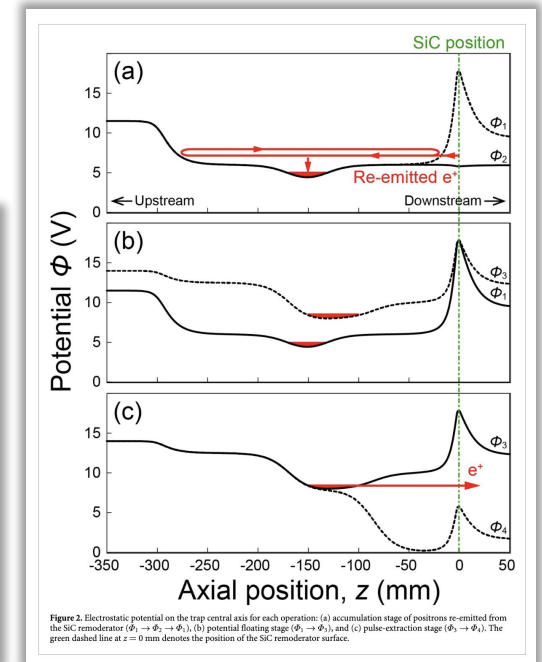 SiC position
(a)
15
10
5
0
Φ1
Φ2
Re-emitted e+
←Upstream
Downstream→
(b)
15
10
5
0
Φ3
Φ1
Potential Φ (V)
(c)
15
10
5
0
e+
Φ3
Φ4
-350 -300 -250 -200 -150 -100 -50 0 50
Axial position, z (mm)
Figure 2. Electrostatic potential on the trap central axis for each operation: (a) accumulation stage of positrons re-emitted from
the SiC remoderator (Φ1 → Φ2 → Φ1), (b) potential floating stage (Φ1 → Φ3), and (c) pulse-extraction stage (Φ3 → Φ4). The
green dashed line at z = 0 mm denotes the position of the SiC remoderator surface.